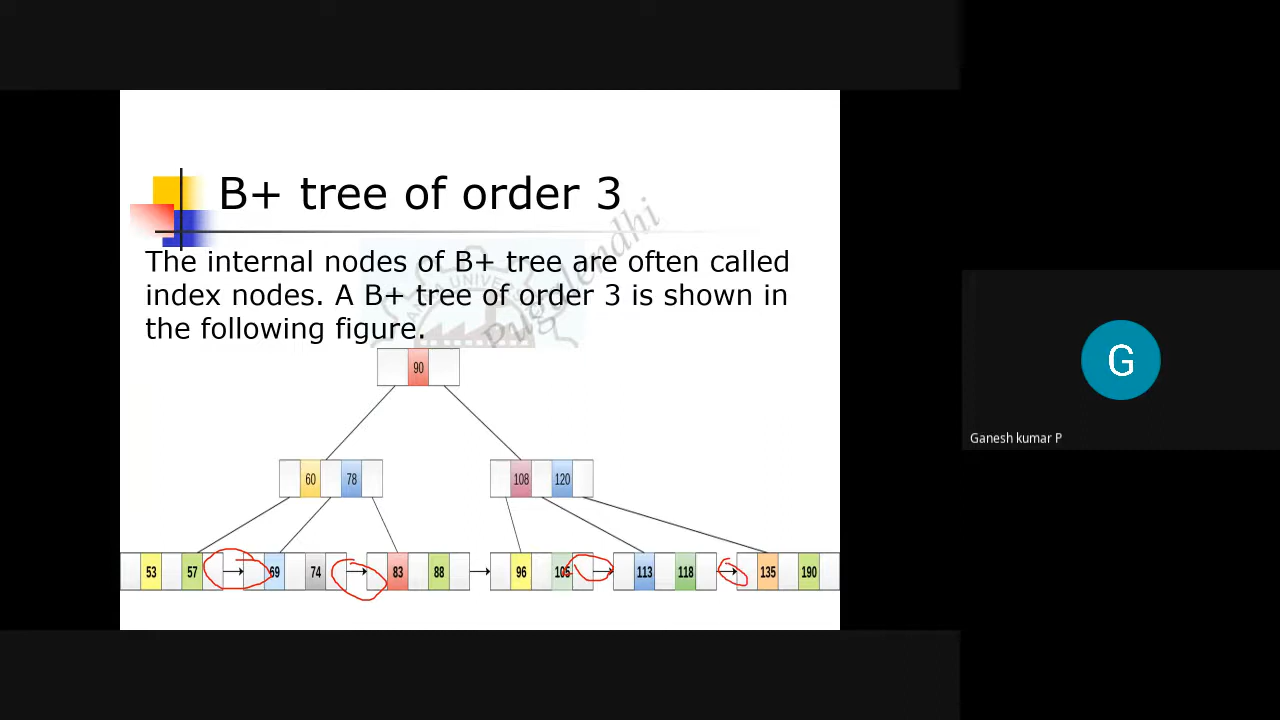 B+ tree of order 3
Pugalendhi
The internal nodes of B+ tree are often called
index nodes. A B+ tree of order 3 is shown in
the following figure.
90
60 78 108 120
53 57 69 74 83 88 96 105 113 118 135 190
G
Ganesh kumar P